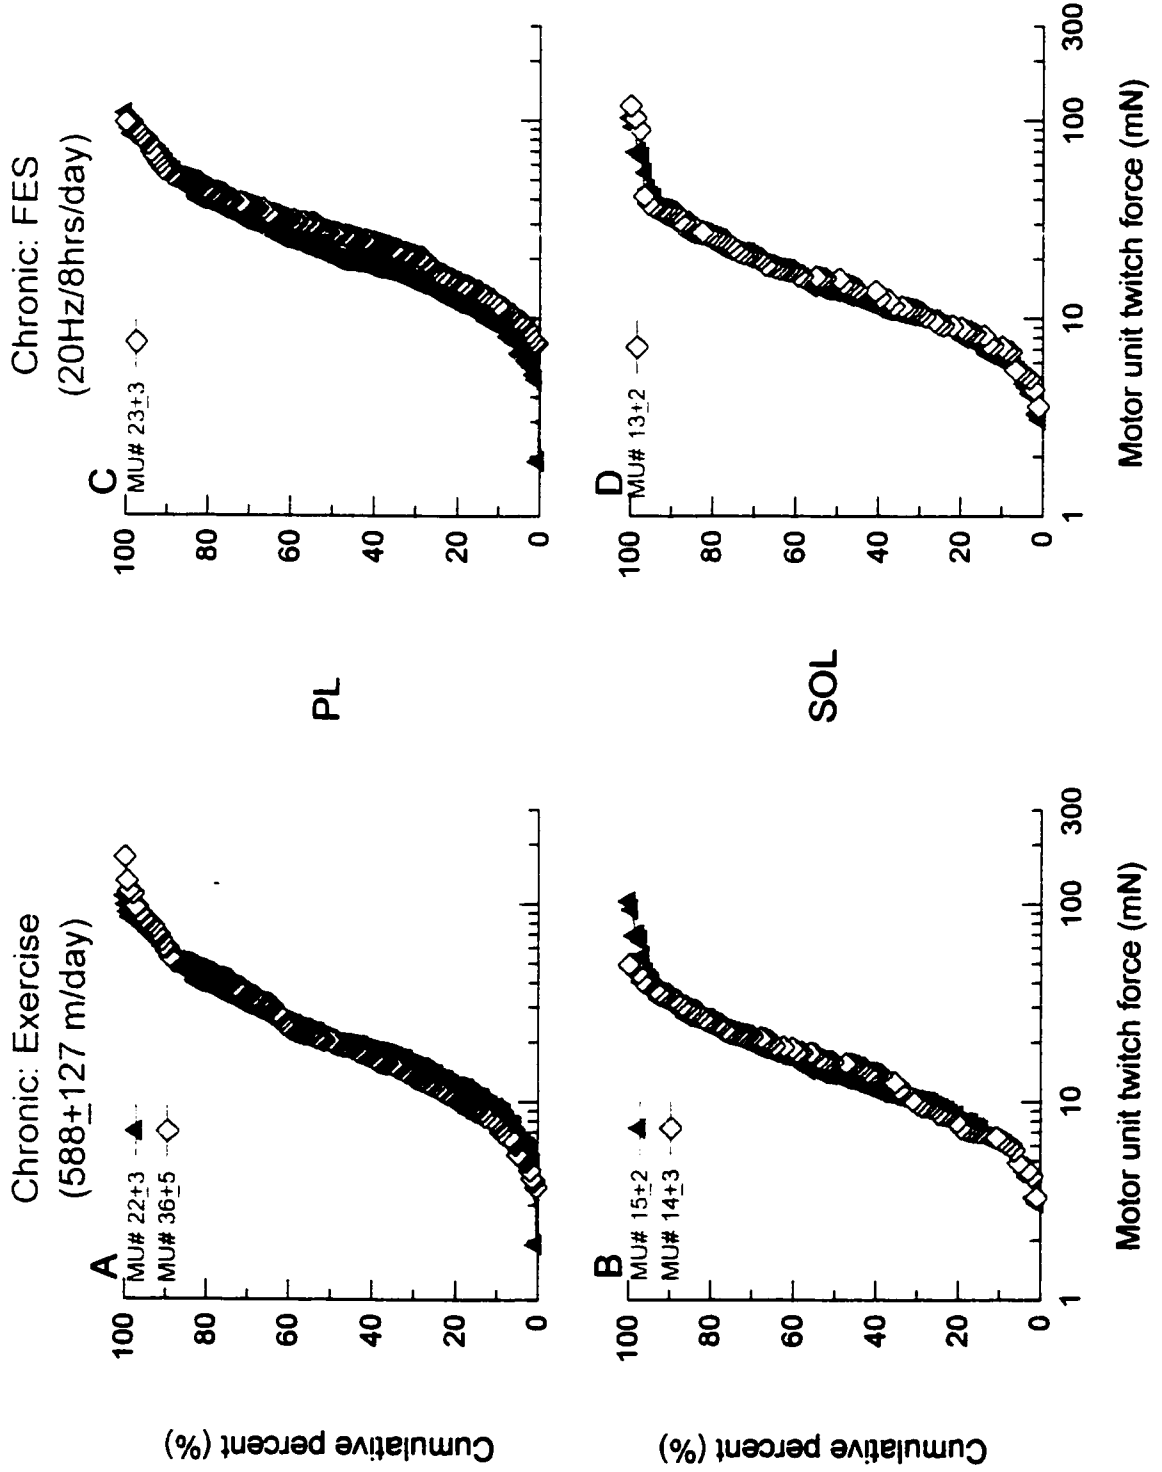 Chronic: Exercise
(588±127 m/day)
Chronic: FES
(20Hz/8hrs/day)
A
MU# 22±3
MU# 36±5
100
80
60
40
20
0
Cumulative percent (%)
PL
C
MU# 23±3
100
80
60
40
20
0
B
MU# 15±2
MU# 14±3
100
80
60
40
20
0
Cumulative percent (%)
1
10
100
300
Motor unit twitch force (mN)
SOL
D
MU# 13±2
100
80
60
40
20
0
1
10
100
300
Motor unit twitch force (mN)